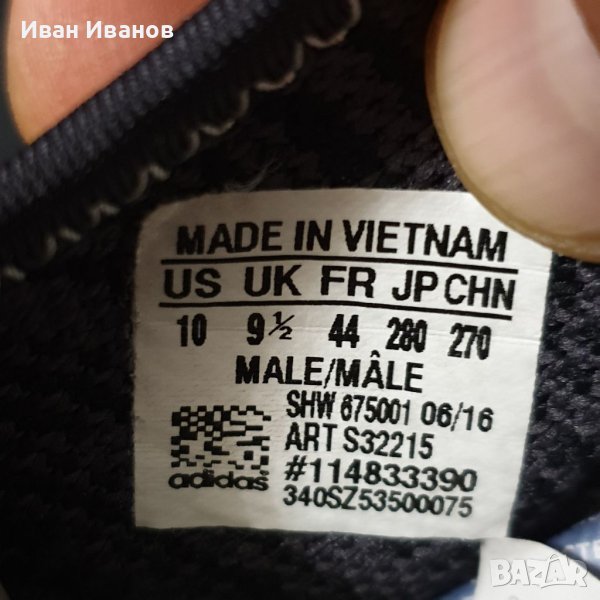 Иван Иванов
MADE IN VIETNAM
US UK FR JP CHN
10 9½ 44 280 270
MALE/MÂLE
SHW 675001 06/16
ART S32215
#114833390
adidas 340SZ53500075
BAZAR